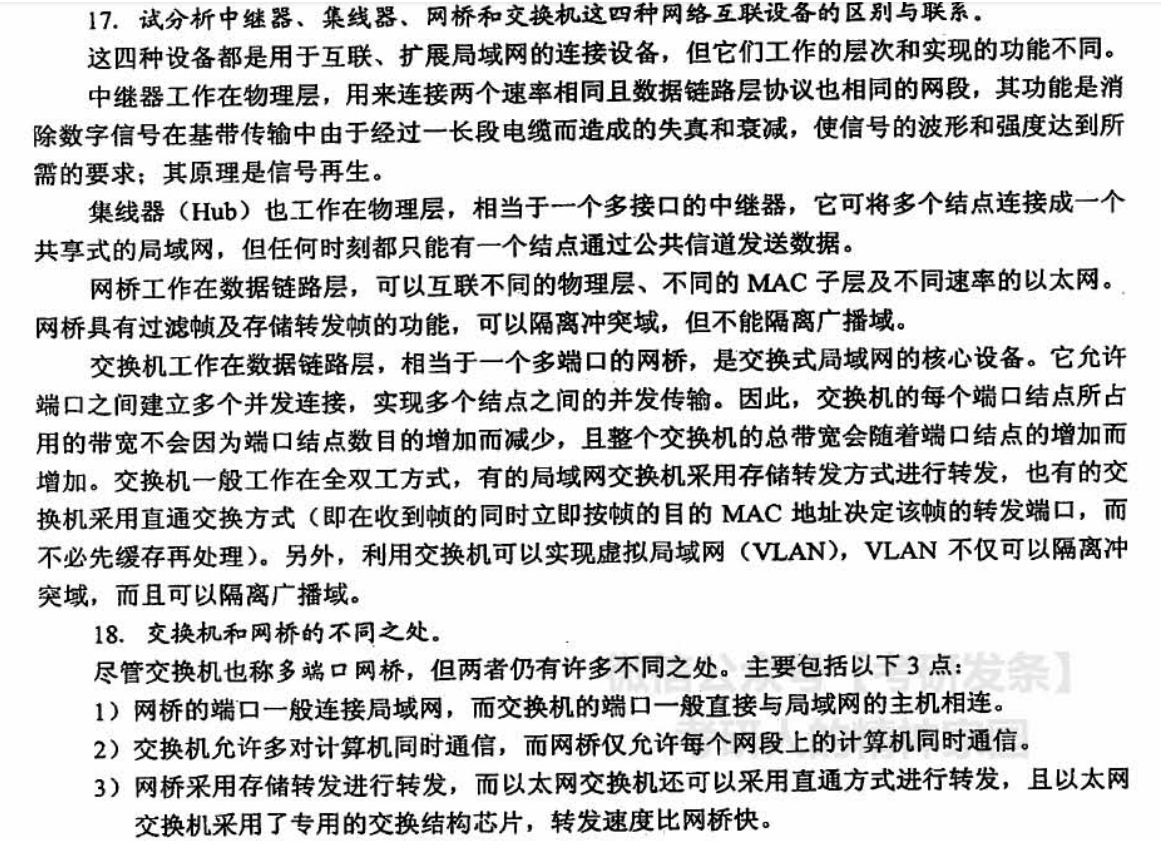 17. 试分析中继器、集线器、网桥和交换机这四种网络互联设备的区别与联系。
这四种设备都是用于互联、扩展局域网的连接设备，但它们工作的层次和实现的功能不同。
中继器工作在物理层，用来连接两个速率相同且数据链路层协议也相同的网段，其功能是消
除数字信号在基带传输中由于经过一长段电缆而造成的失真和衰减，使信号的波形和强度达到所
需的要求；其原理是信号再生。
集线器（Hub）也工作在物理层，相当于一个多接口的中继器，它可将多个结点连接成一个
共享式的局域网，但任何时刻都只能有一个结点通过公共信道发送数据。
网桥工作在数据链路层，可以互联不同的物理层、不同的 MAC 子层及不同速率的以太网。
网桥具有过滤帧及存储转发帧的功能，可以隔离冲突域，但不能隔离广播域。
交换机工作在数据链路层，相当于一个多端口的网桥，是交换式局域网的核心设备。它允许
端口之间建立多个并发连接，实现多个结点之间的并发传输。因此，交换机的每个端口结点所占
用的带宽不会因为端口结点数目的增加而减少，且整个交换机的总带宽会随着端口结点的增加而
增加。交换机一般工作在全双工方式，有的局域网交换机采用存储转发方式进行转发，也有的交
换机采用直通交换方式（即在收到帧的同时立即按帧的目的 MAC 地址决定该帧的转发端口，而
不必先缓存再处理）。另外，利用交换机可以实现虚拟局域网（VLAN），VLAN 不仅可以隔离冲
突域，而且可以隔离广播域。
18. 交换机和网桥的不同之处。
尽管交换机也称多端口网桥，但两者仍有许多不同之处。主要包括以下 3 点：
1）网桥的端口一般连接局域网，而交换机的端口一般直接与局域网的主机相连。
2）交换机允许多对计算机同时通信，而网桥仅允许每个网段上的计算机同时通信。
3）网桥采用存储转发进行转发，而以太网交换机还可以采用直通方式进行转发，且以太网
交换机采用了专用的交换结构芯片，转发速度比网桥快。